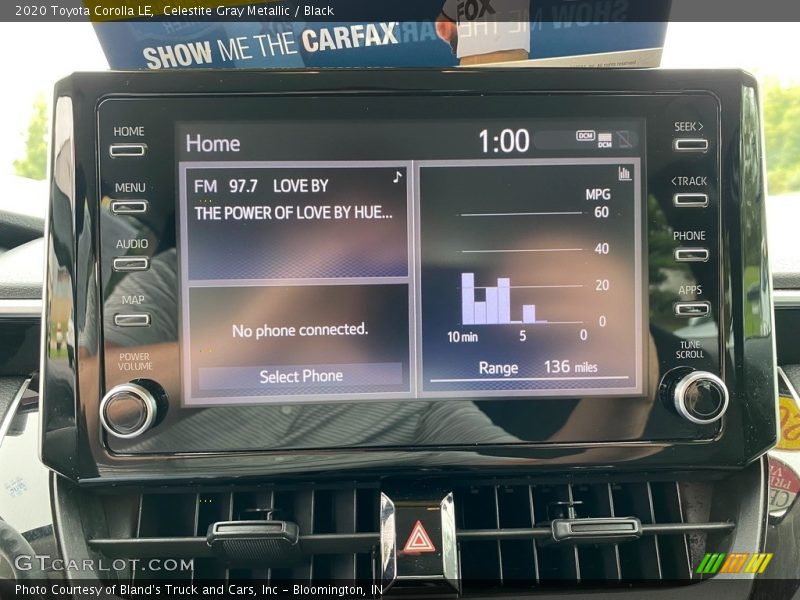 2020 Toyota Corolla LE, Celestite Gray Metallic / Black
FOX
SHOW ME THE CARFAX
HOME
MENU
AUDIO
MAP
POWER
VOLUME
Home
1:00
DCM
DCM
FM 97.7 LOVE BY
THE POWER OF LOVE BY HUE...
No phone connected.
Select Phone
MPG
60
40
20
0
10 min 5 0
Range 136 miles
SEEK>
<TRACK
PHONE
APPS
TUNE
SCROLL
GTCARLOT.COM
Photo Courtesy of Bland's Truck and Cars, Inc - Bloomington, IN